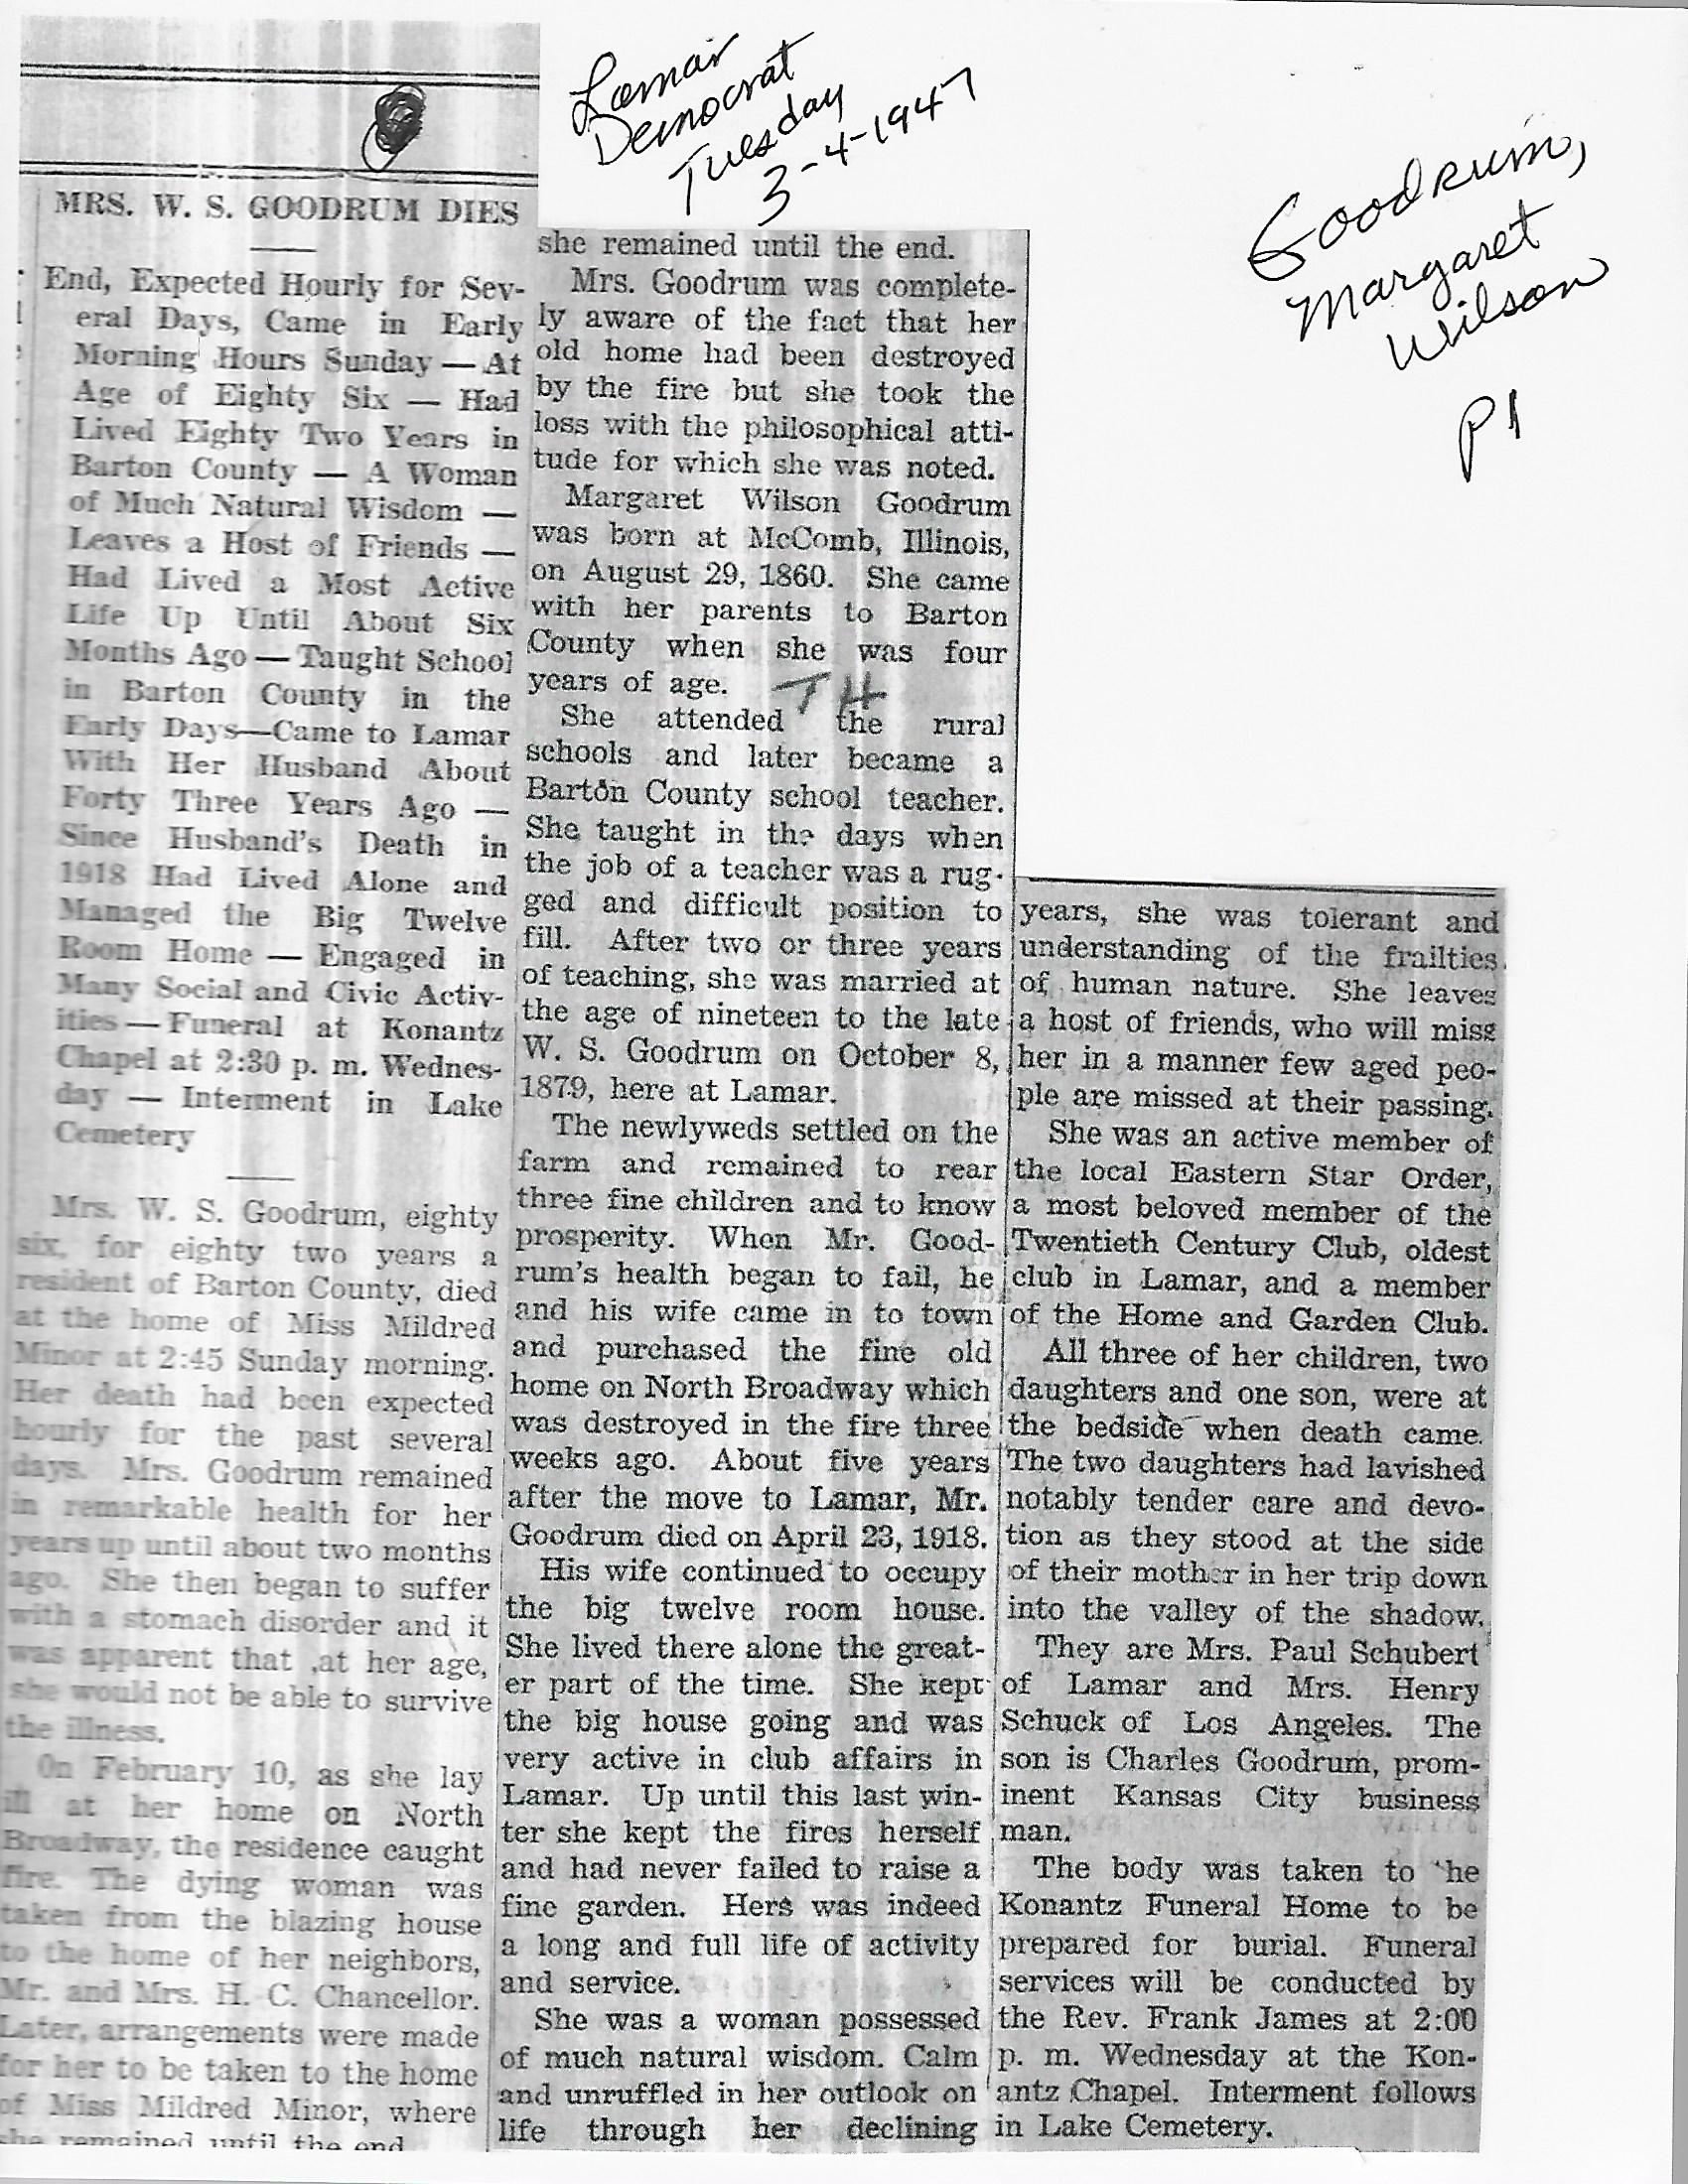 Lamar
Democrat
Tuesday
3-4-1947
Goodrum,
Margaret
Wilson
P1
MRS. W. S. GOODRUM DIES
End, Expected Hourly for Sev-
eral Days, Came in Early
Morning Hours Sunday — At
Age of Eighty Six — Had
Lived Eighty Two Years in
Barton County — A Woman
of Much Natural Wisdom —
Leaves a Host of Friends —
Had Lived a Most Active
Life Up Until About Six
Months Ago — Taught School
in Barton County in the
Early Days—Came to Lamar
With Her Husband About
Forty Three Years Ago —
Since Husband's Death in
1918 Had Lived Alone and
Managed the Big Twelve
Room Home — Engaged in
Many Social and Civic Activ-
ities — Funeral at Konantz
Chapel at 2:30 p. m. Wednes-
day — Interment in Lake
Cemetery
Mrs. W. S. Goodrum, eighty
six, for eighty two years a
resident of Barton County, died
at the home of Miss Mildred
Minor at 2:45 Sunday morning.
Her death had been expected
hourly for the past several
days. Mrs. Goodrum remained
in remarkable health for her
years up until about two months
ago. She then began to suffer
with a stomach disorder and it
was apparent that ,at her age,
she would not be able to survive
the illness.
On February 10, as she lay
ill at her home on North
Broadway, the residence caught
fire. The dying woman was
taken from the blazing house
to the home of her neighbors,
Mr. and Mrs. H. C. Chancellor.
Later, arrangements were made
for her to be taken to the home
of Miss Mildred Minor, where
she remained until the end
she remained until the end.
Mrs. Goodrum was complete-
ly aware of the fact that her
old home had been destroyed
by the fire but she took the
loss with the philosophical atti-
tude for which she was noted.
Margaret Wilson Goodrum
was born at McComb, Illinois,
on August 29, 1860. She came
with her parents to Barton
County when she was four
years of age.
TH
She attended the rural
schools and later became a
Barton County school teacher.
She taught in the days when
the job of a teacher was a rug-
ged and difficult position to
fill. After two or three years
of teaching, she was married at
the age of nineteen to the late
W. S. Goodrum on October 8,
1879, here at Lamar.
The newlyweds settled on the
farm and remained to rear
three fine children and to know
prosperity. When Mr. Good-
rum's health began to fail, he
and his wife came in to town
and purchased the fine old
home on North Broadway which
was destroyed in the fire three
weeks ago. About five years
after the move to Lamar, Mr.
Goodrum died on April 23, 1918.
His wife continued to occupy
the big twelve room house.
She lived there alone the great-
er part of the time. She kept
the big house going and was
very active in club affairs in
Lamar. Up until this last win-
ter she kept the fires herself
and had never failed to raise a
fine garden. Hers was indeed
a long and full life of activity
and service.
She was a woman possessed
of much natural wisdom. Calm
and unruffled in her outlook on
life through her declining
years, she was tolerant and
understanding of the frailties
of human nature. She leaves
a host of friends, who will miss
her in a manner few aged peo-
ple are missed at their passing.
She was an active member of
the local Eastern Star Order,
a most beloved member of the
Twentieth Century Club, oldest
club in Lamar, and a member
of the Home and Garden Club.
All three of her children, two
daughters and one son, were at
the bedside when death came.
The two daughters had lavished
notably tender care and devo-
tion as they stood at the side
of their mother in her trip down
into the valley of the shadow.
They are Mrs. Paul Schubert
of Lamar and Mrs. Henry
Schuck of Los Angeles. The
son is Charles Goodrum, prom-
inent Kansas City business
man.
The body was taken to 'he
Konantz Funeral Home to be
prepared for burial. Funeral
services will be conducted by
the Rev. Frank James at 2:00
p. m. Wednesday at the Kon-
antz Chapel. Interment follows
in Lake Cemetery.